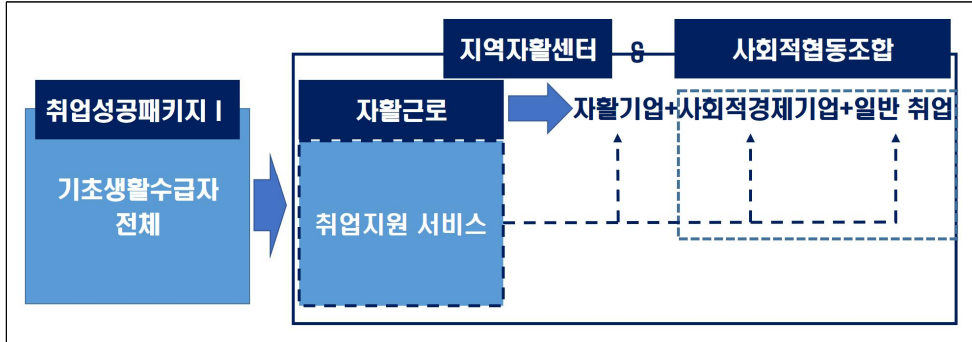 지역자활센터 & 사회적협동조합
취업성공패키지 I
기초생활수급자
전체
자활근로
취업지원 서비스
자활기업+사회적경제기업+일반 취업